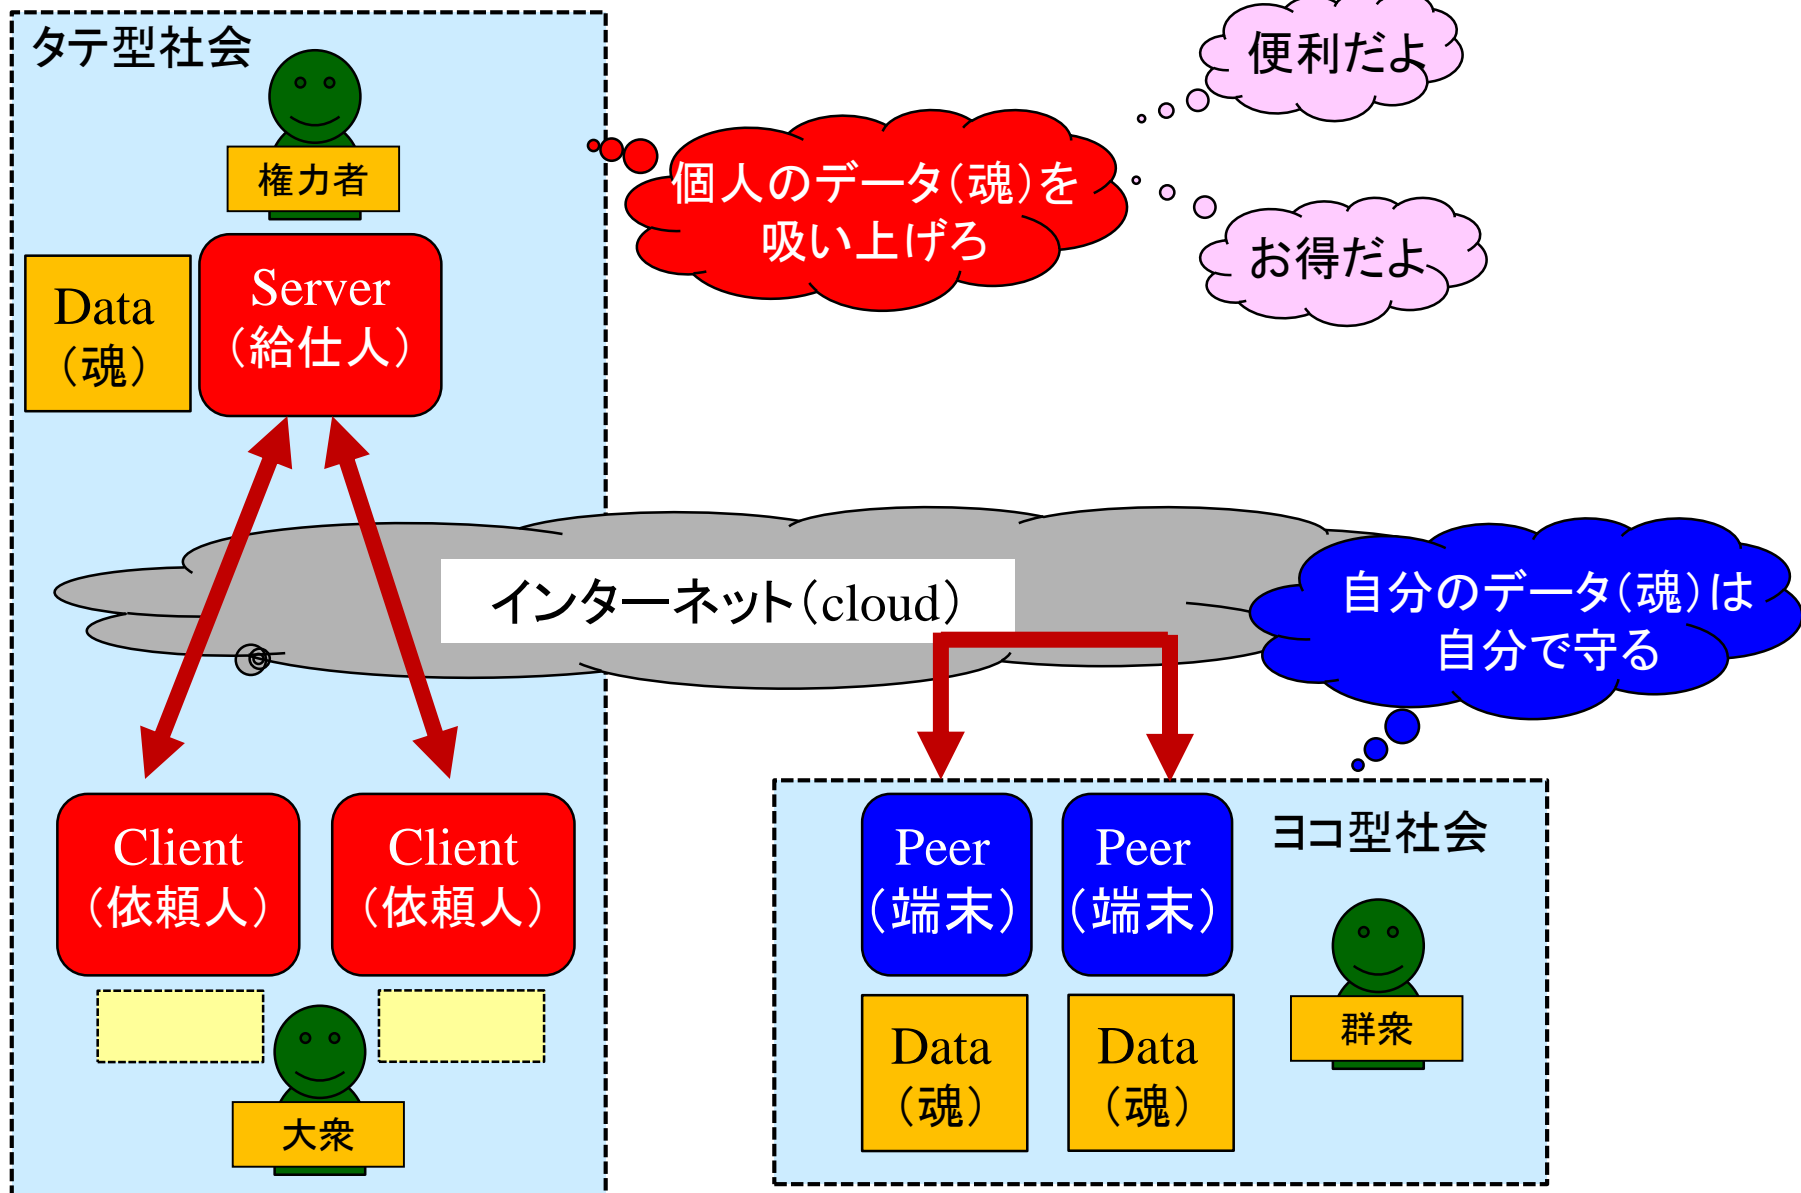 タテ型社会
権力者
Data
（魂）
Server
（給仕人）
個人のデータ（魂）を
吸い上げろ
便利だよ
お得だよ
インターネット（cloud）
自分のデータ（魂）は
自分で守る
Client
（依頼人）
Client
（依頼人）
大衆
Peer
（端末）
Peer
（端末）
ヨコ型社会
Data
（魂）
Data
（魂）
群衆